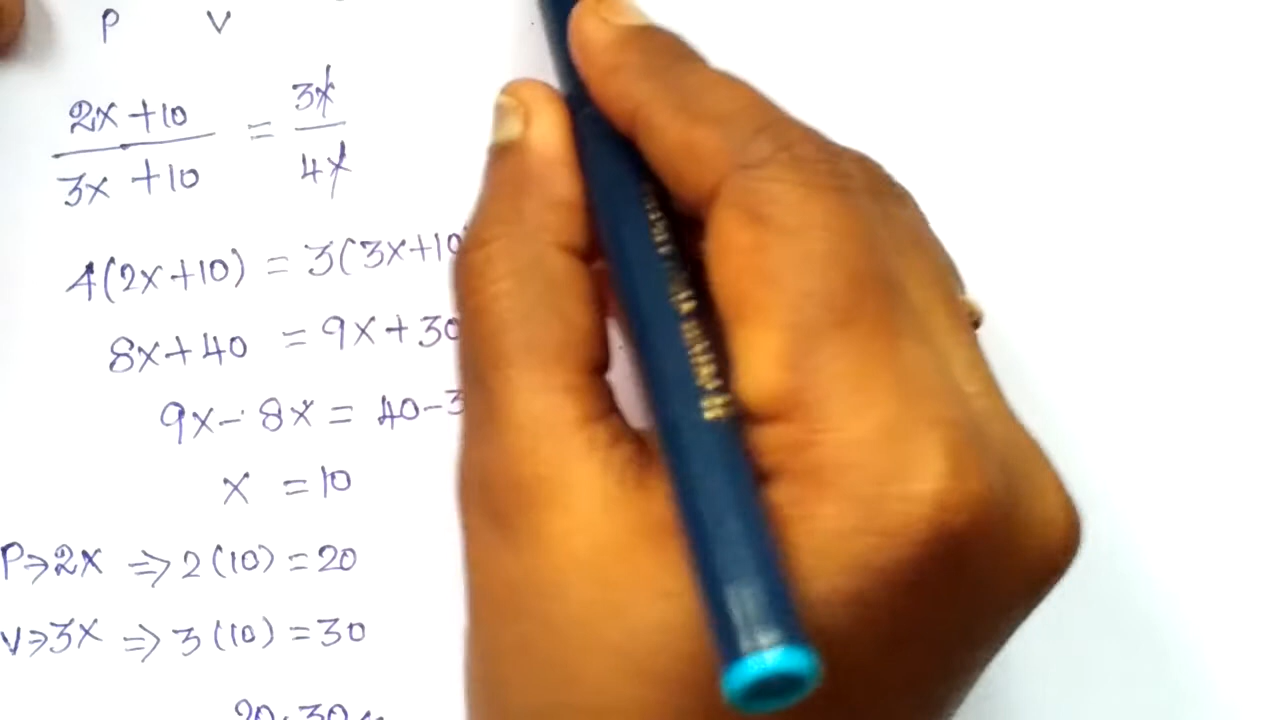 P V
2x + 10 / 3x + 10 = 3x / 4x
4(2x+10) = 3(3x+10
8x+40 = 9x+30
9x - 8x = 40-3
x = 10
P⇒2x ⇒ 2(10) = 20
V⇒3x ⇒ 3(10) = 30